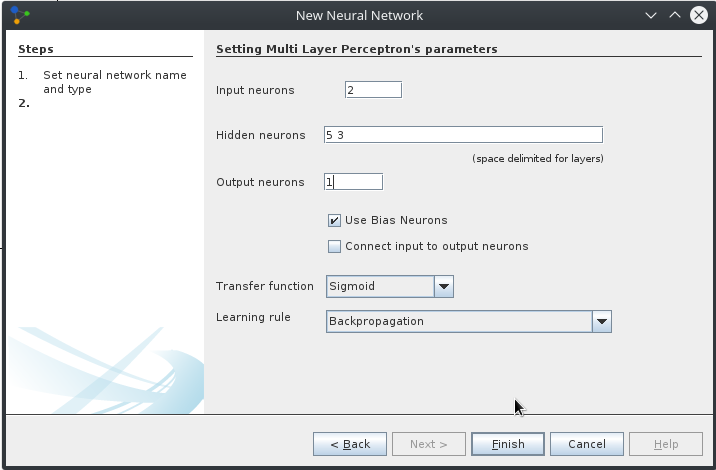 New Neural Network
Steps
1. Set neural network name
and type
2.
Setting Multi Layer Perceptron's parameters
Input neurons 2
Hidden neurons 5 3
(space delimited for layers)
Output neurons 1
Use Bias Neurons
Connect input to output neurons
Transfer function Sigmoid
Learning rule Backpropagation
< Back Next > Finish Cancel Help